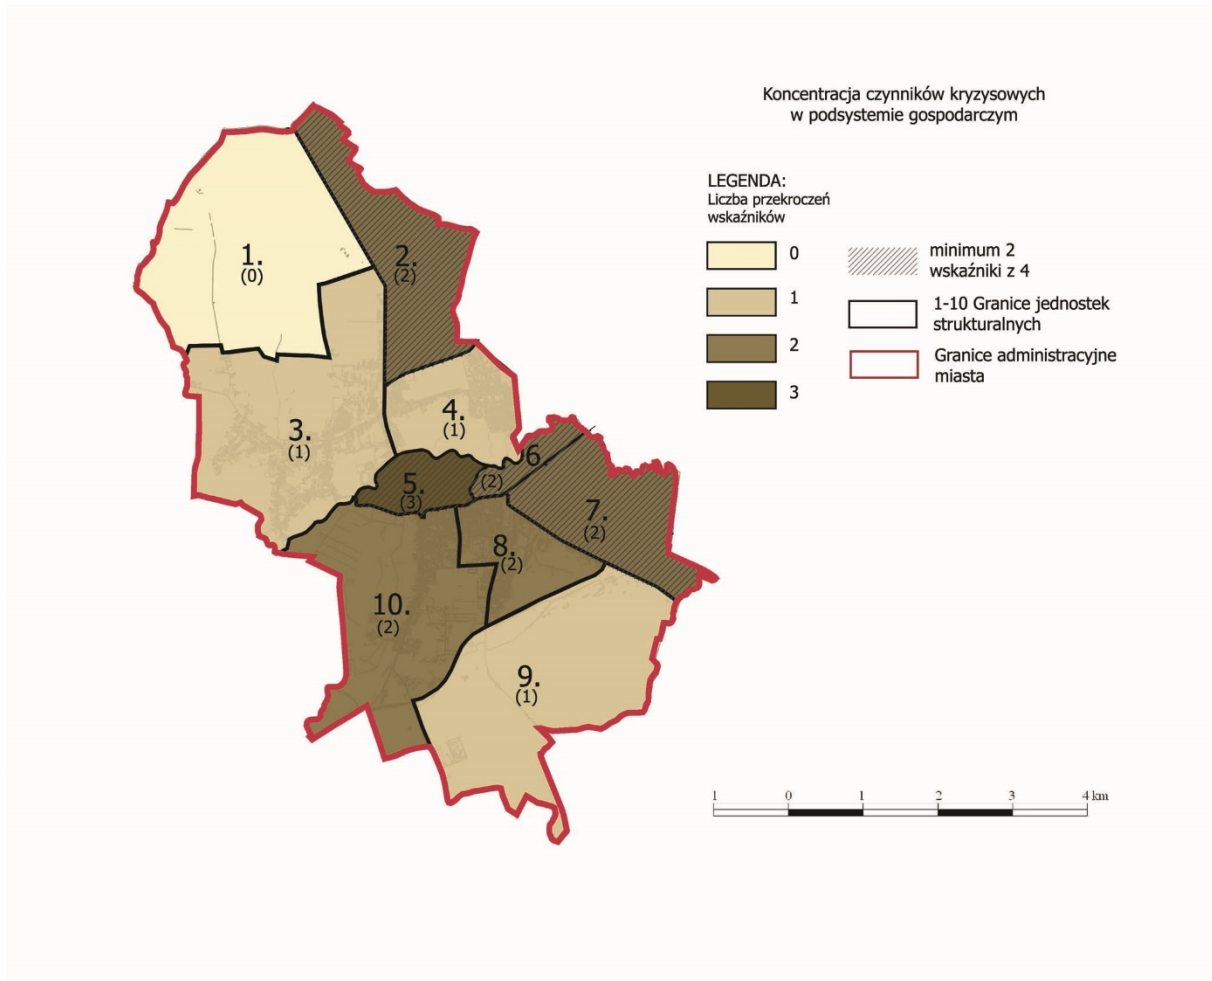 Koncentracja czynników kryzysowych
w podsystemie gospodarczym
LEGENDA:
Liczba przekroczeń
wskaźników
0
1
2
3
minimum 2
wskaźniki z 4
1-10 Granice jednostek
strukturalnych
Granice administracyjne
miasta
1.
(0)
2.
(2)
3.
(1)
4.
(1)
5.
(3)
6.
(2)
7.
(2)
8.
(2)
9.
(1)
10.
(2)
1 0 1 2 3 4 km